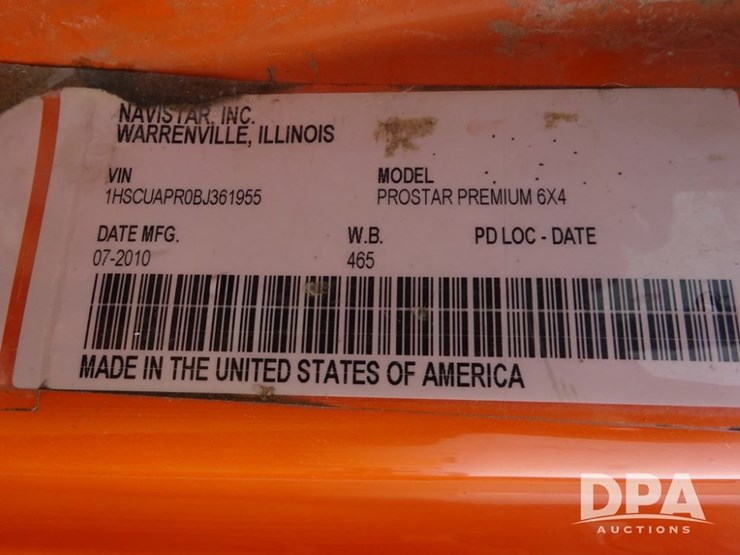 NAVISTAR, INC.
WARRENVILLE, ILLINOIS
VIN MODEL
1HSCUAPR0BJ361955 PROSTAR PREMIUM 6X4
DATE MFG. W.B. PD LOC - DATE
07-2010 465
MADE IN THE UNITED STATES OF AMERICA
DPA
AUCTIONS